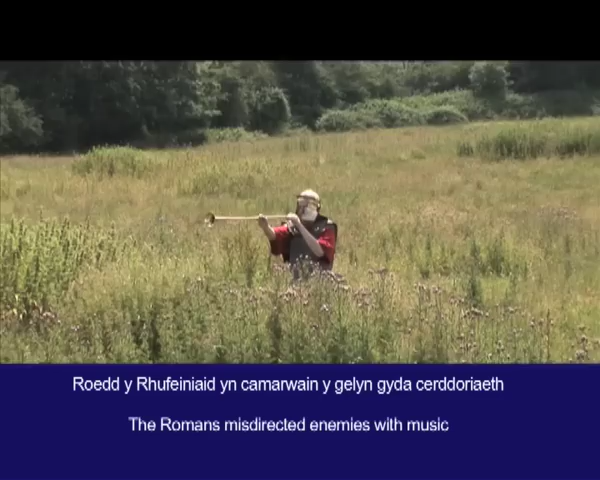 Roedd y Rhufeiniaid yn camarwain y gelyn gyda cerddoriaeth
The Romans misdirected enemies with music